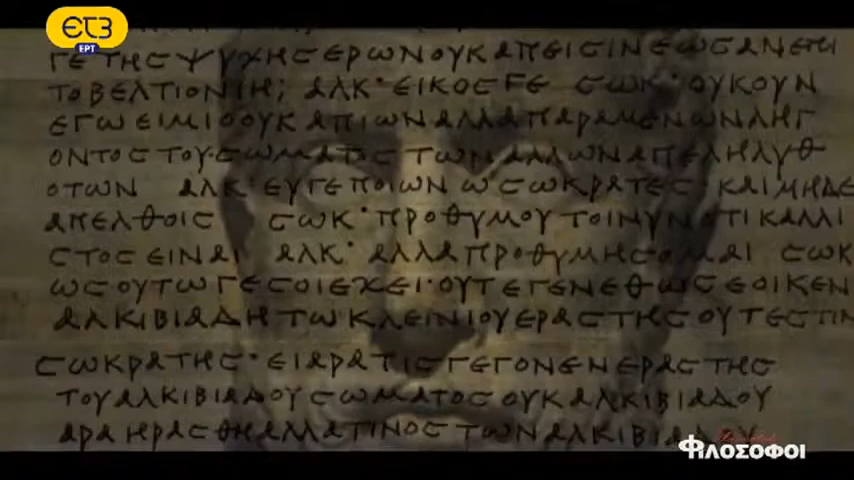 ET3
ΕΡΤ
ΓΕ ΤΗϹ ΨΥΧΗϹ ΕΡΩΝ ΟΥΚ ΑΠΕΙϹΙΝ ΕΩϹ ΑΝ ΕΠΙ
ΤΟ ΒΕΛΤΙΟΝ ΙΗ; ΑΛΚ· ΕΙΚΟϹ ΓΕ ϹΩΚ· ΟΥΚΟΥΝ
ΕΓΩ ΕΙΜΙ Ο ΟΥΚ ΑΠΙΩΝ ΑΛΛΑ ΠΑΡΑΜΕΝΩΝ ΛΗΓ
ΟΝΤΟϹ ΤΟΥ ϹΩΜΑΤΟϹ ΤΩΝ ΑΛΛΩΝ ΑΠΕΛΗΛΥΘ
ΟΤΩΝ ΑΛΚ· ΕΥ ΓΕ ΠΟΙΩΝ Ω ϹΩΚΡΑΤΕϹ· ΚΑΙ ΜΗΔΕ
ΑΠΕΛΘΟΙϹ ϹΩΚ· ΠΡΟΘΥΜΟΥ ΤΟΙΝΥΝ ΟΤΙ ΚΑΛΛΙ
ϹΤΟϹ ΕΙΝΑΙ ΑΛΚ· ΑΛΛΑ ΠΡΟΘΥΜΗϹΟΜΑΙ ϹΩΚ
ΩϹ ΟΥΤΩ ΓΕ ϹΟΙ ΕΧΕΙ· ΟΥΤ ΕΓΕΝΕΘ ΩϹ ΕΟΙΚΕΝ
ΑΛΚΙΒΙΑΔΗ ΤΩ ΚΛΕΙΝΙΟΥ ΕΡΑϹΤΗϹ ΟΥΤ ΕϹΤΙΝ
ϹΩΚΡΑΤΗϹ· ΕΙ ΑΡΑ ΤΙϹ ΓΕΓΟΝΕΝ ΕΡΑϹΤΗϹ
ΤΟΥ ΑΛΚΙΒΙΑΔΟΥ ϹΩΜΑΤΟϹ ΟΥΚ ΑΛΚΙΒΙΑΔΟΥ
ΑΡΑ ΗΡΑϹΘΗ ΑΛΛΑ ΤΙΝΟϹ ΤΩΝ ΑΛΚΙΒΙΑΔΟΥ
ΦΙΛΟΣΟΦΟΙ